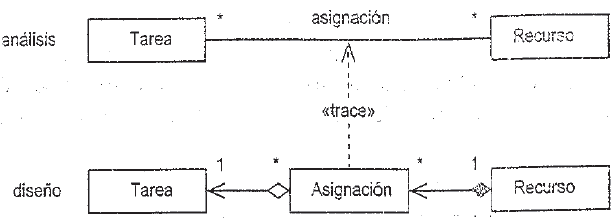 * asignación *
análisis Tarea Recurso
«trace»
1 * * 1
diseño Tarea Asignación Recurso